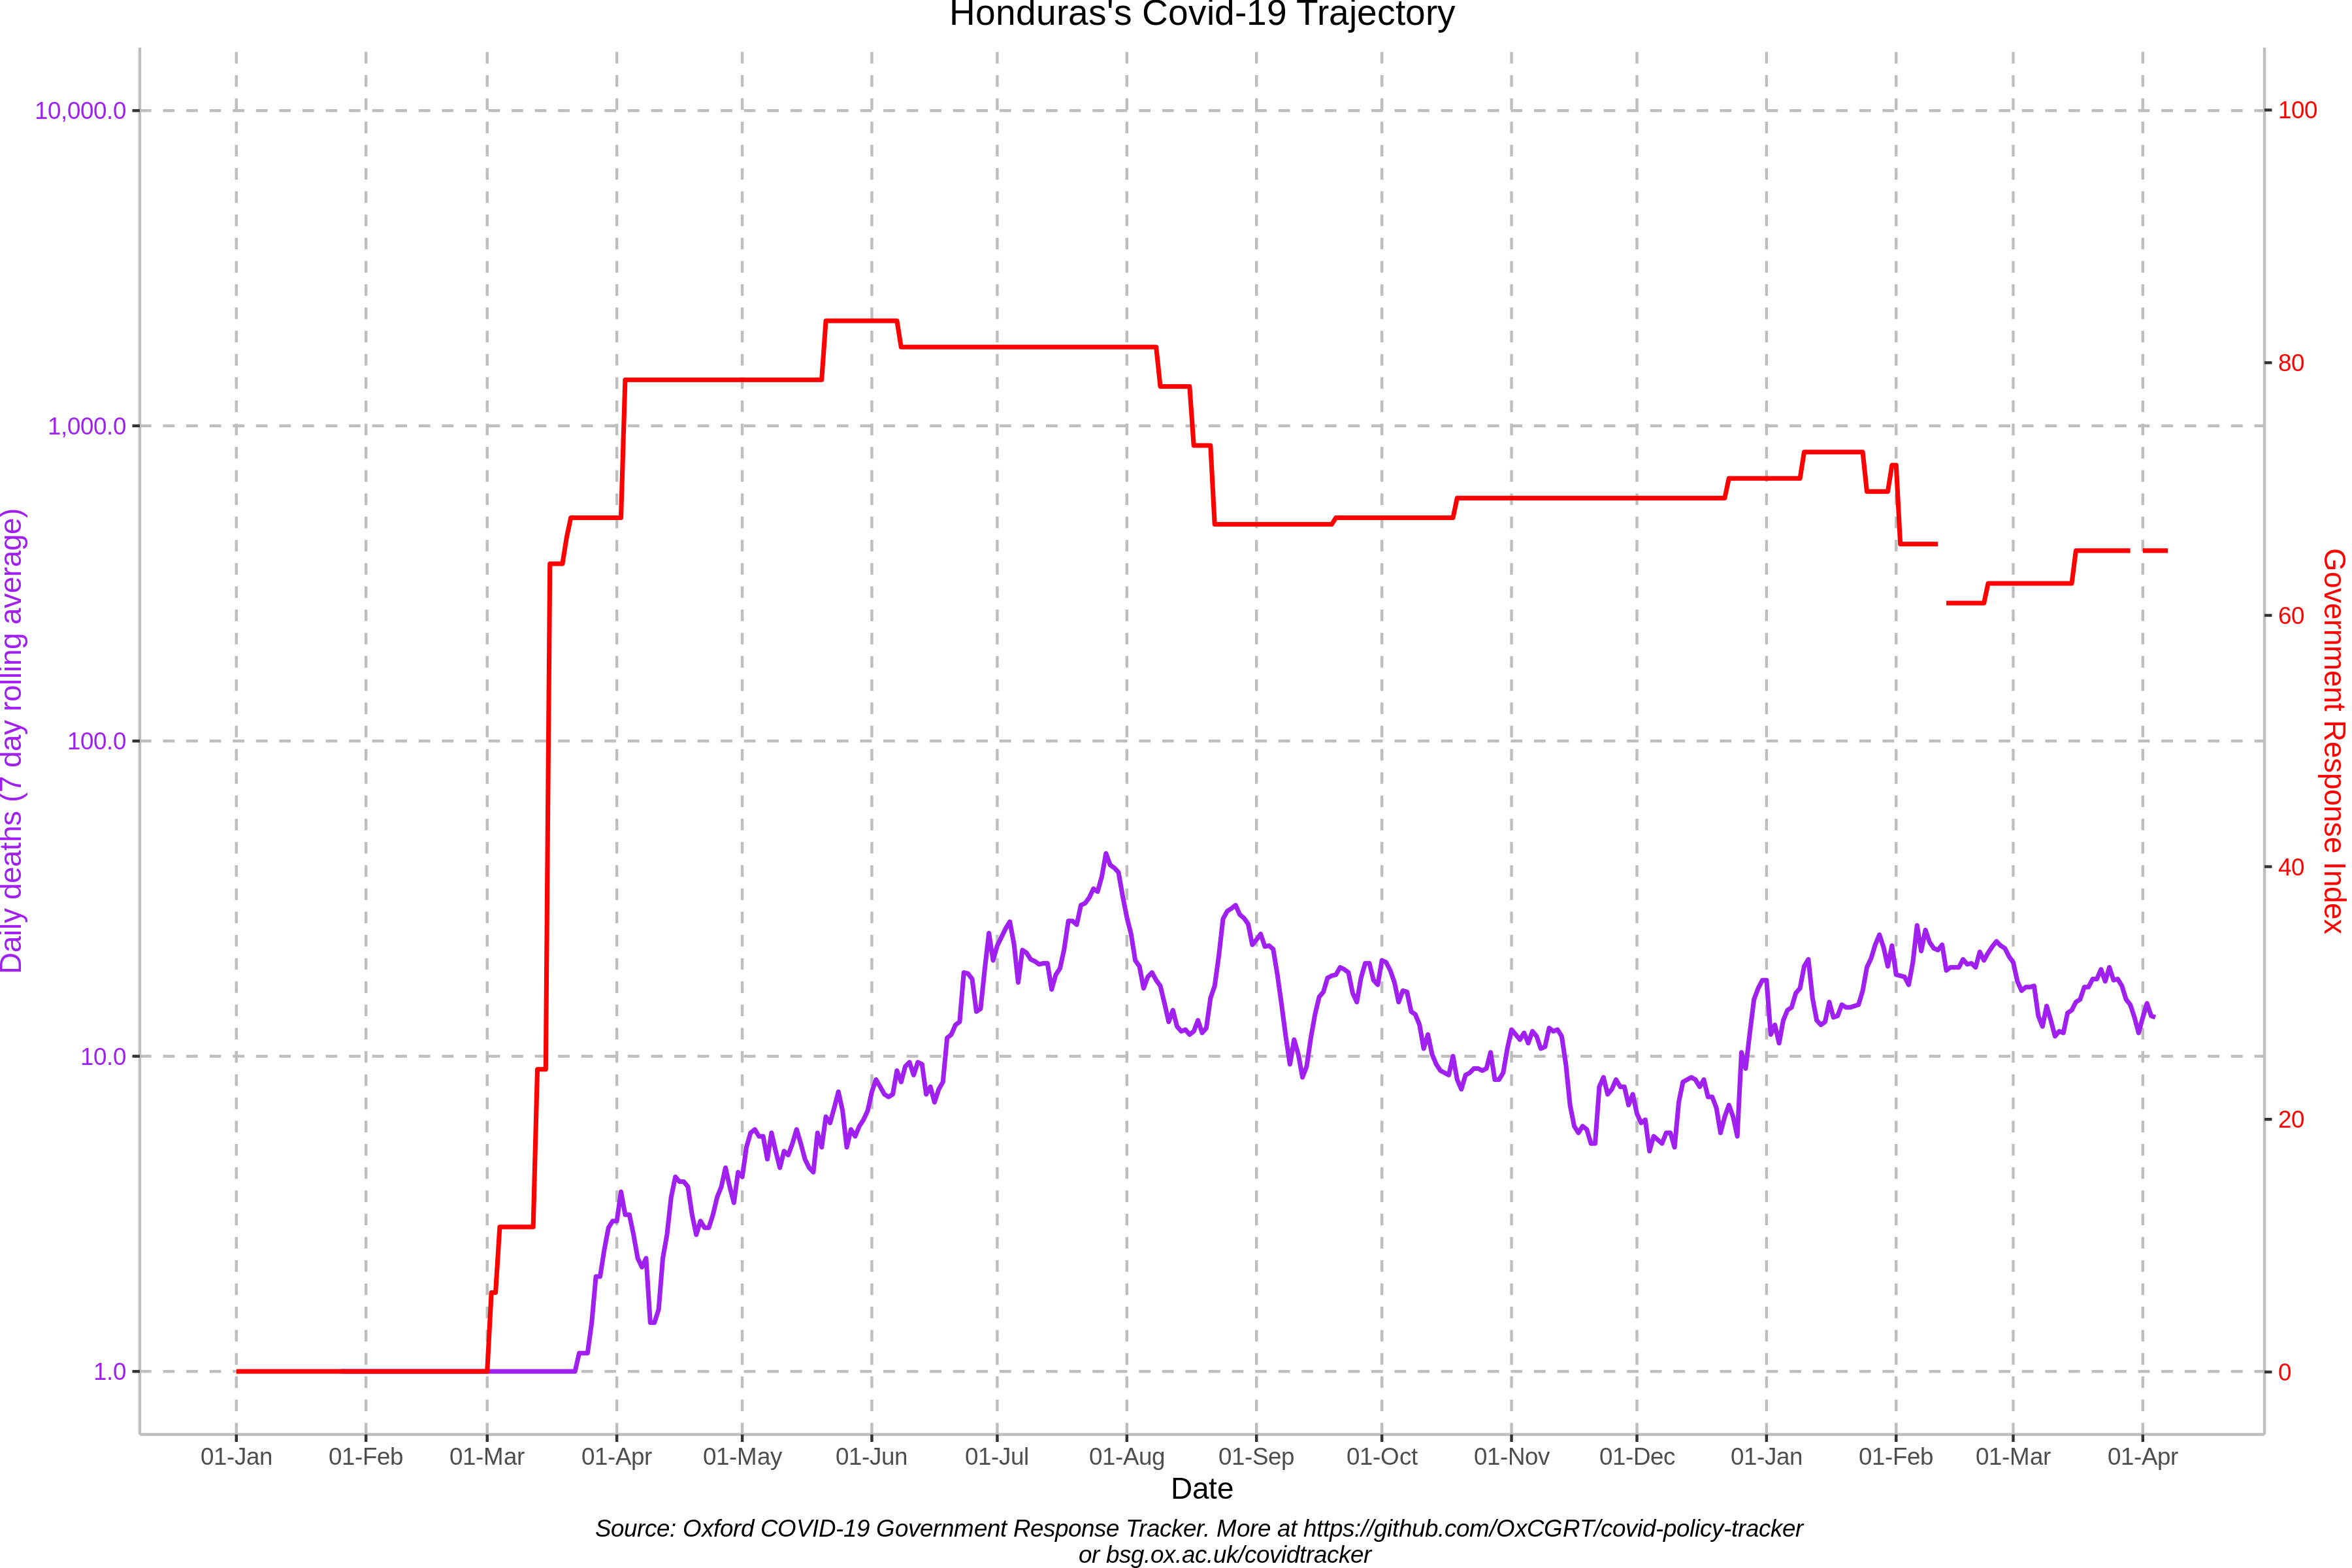 Honduras's Covid-19 Trajectory
10,000.0
1,000.0
100.0
10.0
1.0
Daily deaths (7 day rolling average)
100
80
60
40
20
0
Government Response Index
01-Jan 01-Feb 01-Mar 01-Apr 01-May 01-Jun 01-Jul 01-Aug 01-Sep 01-Oct 01-Nov 01-Dec 01-Jan 01-Feb 01-Mar 01-Apr
Date
Source: Oxford COVID-19 Government Response Tracker. More at https://github.com/OxCGRT/covid-policy-tracker
or bsg.ox.ac.uk/covidtracker